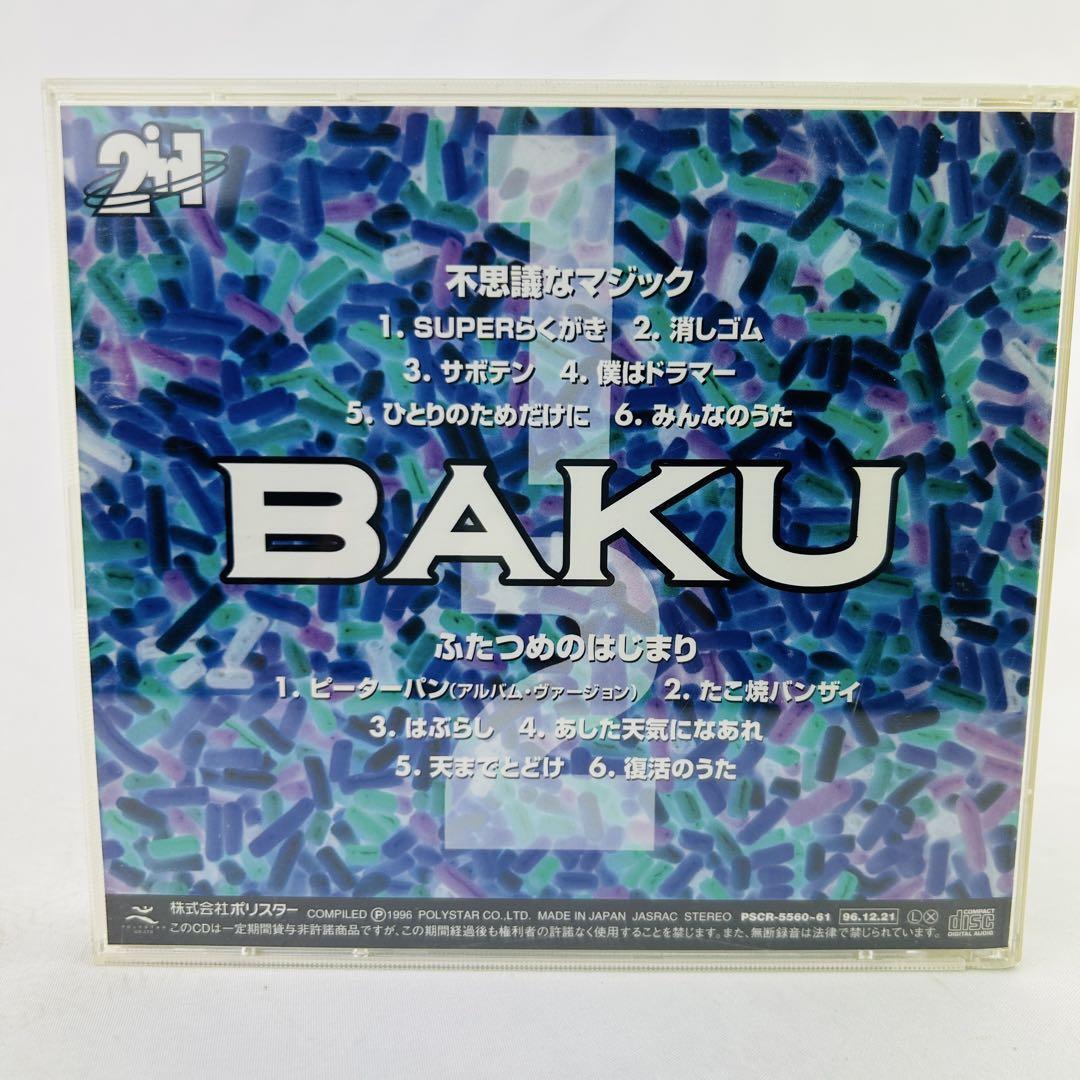 2in1
不思議なマジック
1. SUPERらくがき 2. 消しゴム
3. サボテン 4. 僕はドラマー
5. ひとりのためだけに 6. みんなのうた
BAKU
ふたつめのはじまり
1. ピーターパン(アルバム・ヴァージョン) 2. たこ焼バンザイ
3. はぶらし 4. あした天気になあれ
5. 天までとどけ 6. 復活のうた
株式会社ポリスター COMPILED Ⓟ1996 POLYSTAR CO.,LTD. MADE IN JAPAN JASRAC STEREO PSCR-5560~61 96.12.21 Ⓛ Ⓧ COMPACT disc DIGITAL AUDIO
このCDは一定期間貸与非許諾商品ですが、この期間経過後も権利者の許諾なく使用することを禁じます。また、無断録音は法律で禁じられています。